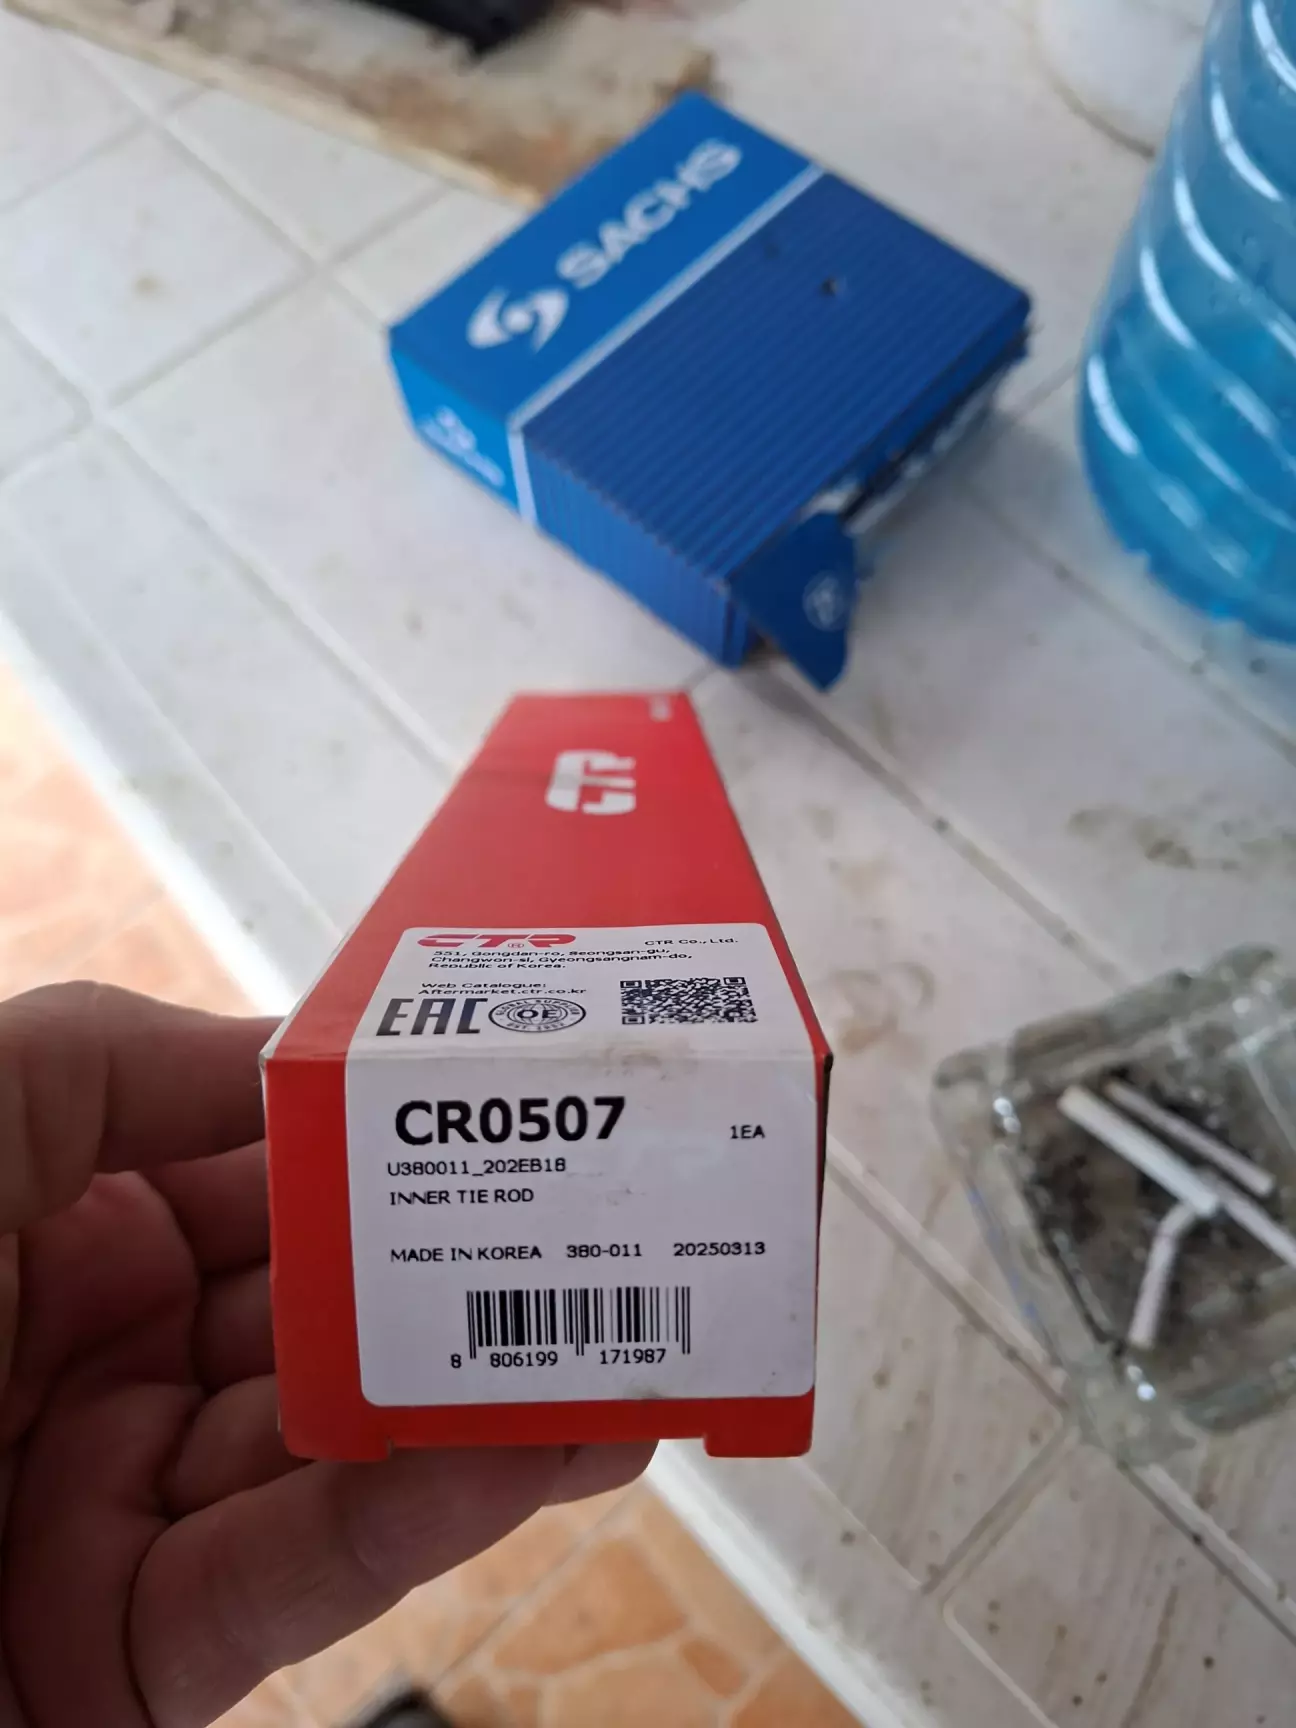 SACHS
CTR
CTR®
CTR Co., Ltd.
551, Gongdan-ro, Seongsan-gu,
Changwon-si, Gyeongsangnam-do,
Republic of Korea.
Web Catalogue:
Aftermarket.ctr.co.kr
EAC
GLOBAL SUPPLIER
OE
CR0507
1EA
U380011_202EB18
INNER TIE ROD
MADE IN KOREA 380-011 20250313
8 806199 171987